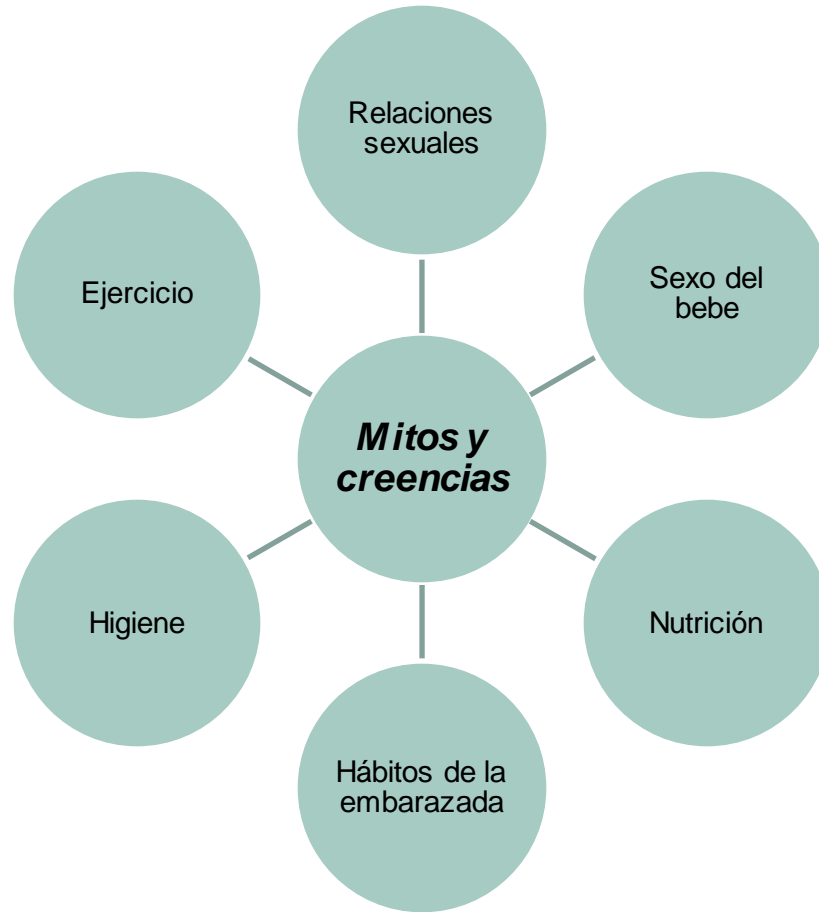 Relaciones
sexuales
Ejercicio
Sexo del
bebe
Mitos y
creencias
Higiene
Nutrición
Hábitos de la
embarazada